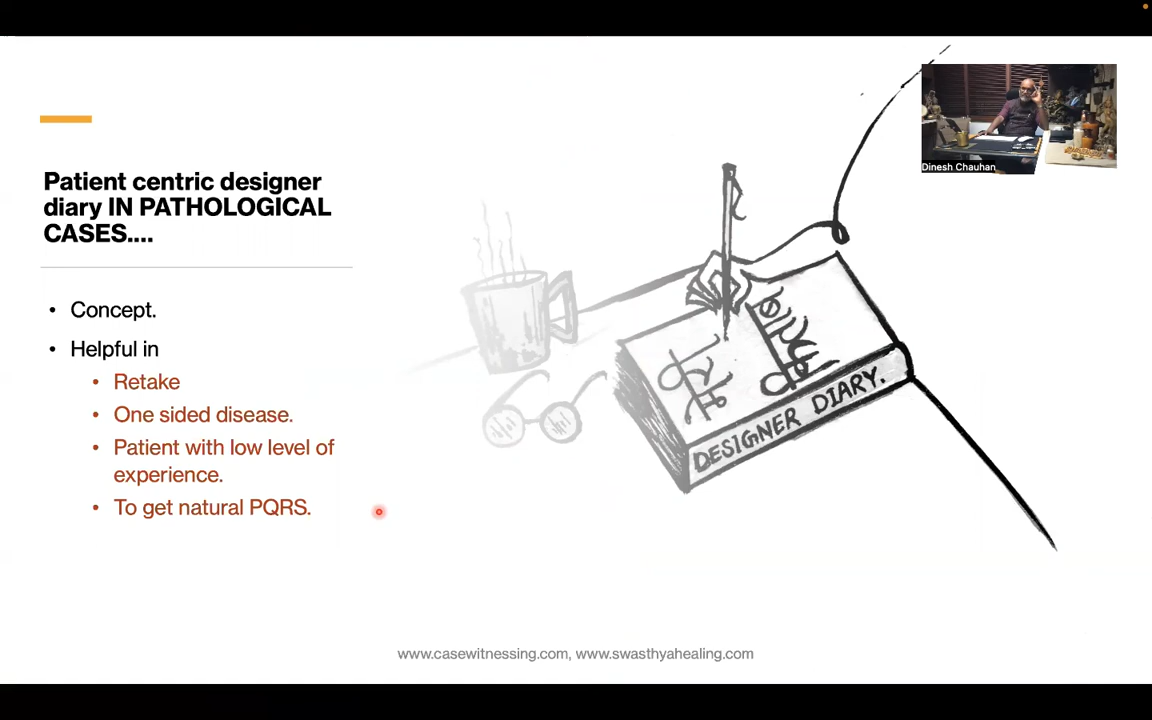 Dinesh Chauhan
Patient centric designer
diary IN PATHOLOGICAL
CASES....
• Concept.
• Helpful in
• Retake
• One sided disease.
• Patient with low level of
experience.
• To get natural PQRS.
DESIGNER DIARY.
www.casewitnessing.com, www.swasthyahealing.com